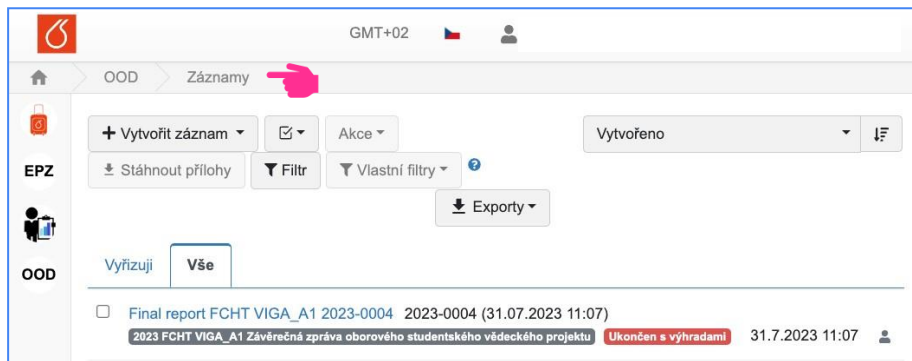 GMT+02
OOD Záznamy
Vytvořit záznam Akce Vytvořeno
EPZ Stáhnout přílohy Filtr Vlastní filtry ?
Exporty
OOD Vyřizuji Vše
Final report FCHT VIGA_A1 2023-0004 2023-0004 (31.07.2023 11:07)
2023 FCHT VIGA_A1 Závěrečná zpráva oborového studentského vědeckého projektu Ukončen s výhradami 31.7.2023 11:07